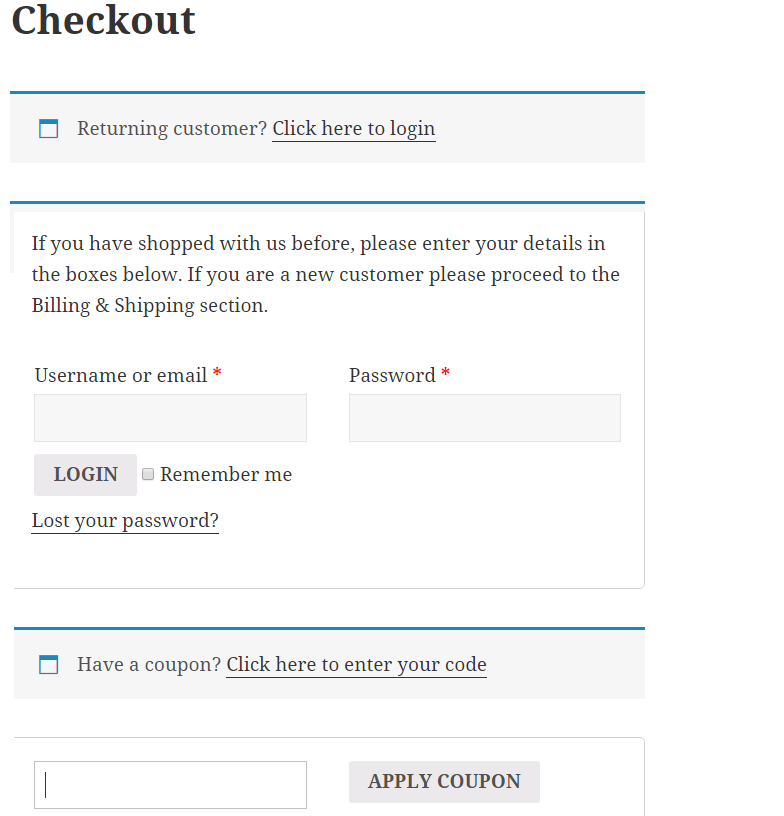 Checkout
Returning customer? Click here to login
If you have shopped with us before, please enter your details in
the boxes below. If you are a new customer please proceed to the
Billing & Shipping section.
Username or email * Password *
LOGIN Remember me
Lost your password?
Have a coupon? Click here to enter your code
APPLY COUPON